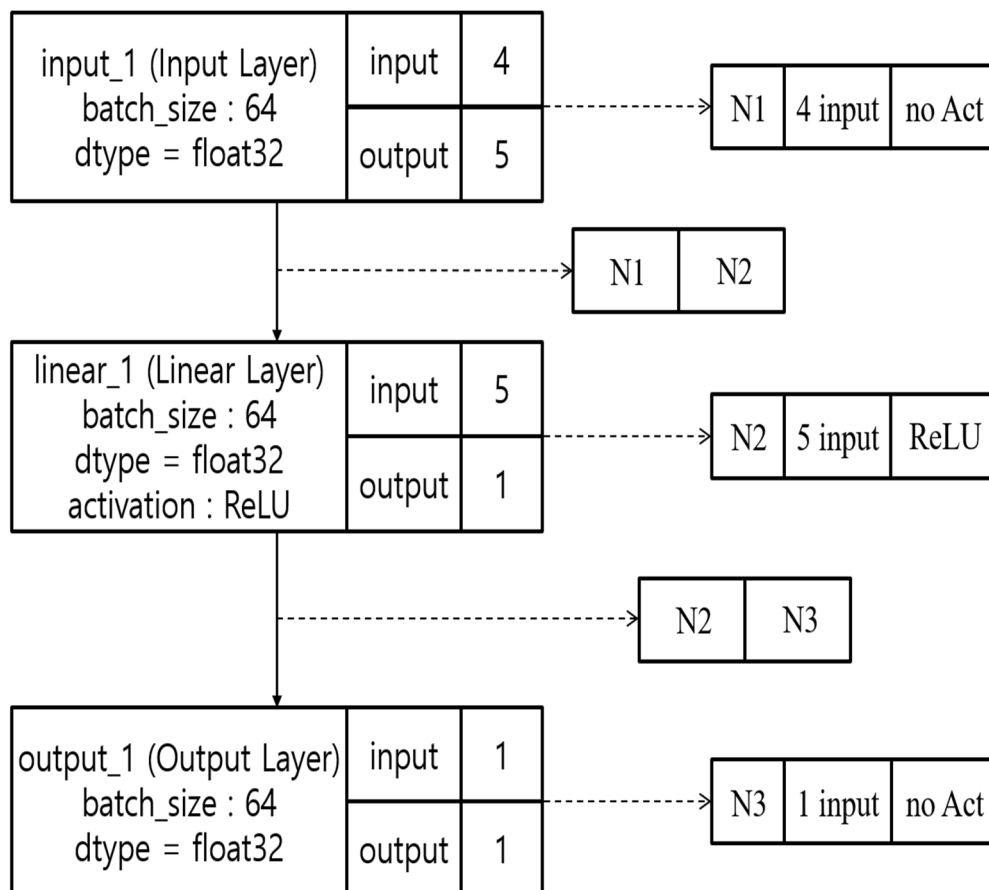 input_1 (Input Layer)
batch_size : 64
dtype = float32
input 4
output 5
N1 4 input no Act
N1 N2
linear_1 (Linear Layer)
batch_size : 64
dtype = float32
activation : ReLU
input 5
output 1
N2 5 input ReLU
N2 N3
output_1 (Output Layer)
batch_size : 64
dtype = float32
input 1
output 1
N3 1 input no Act